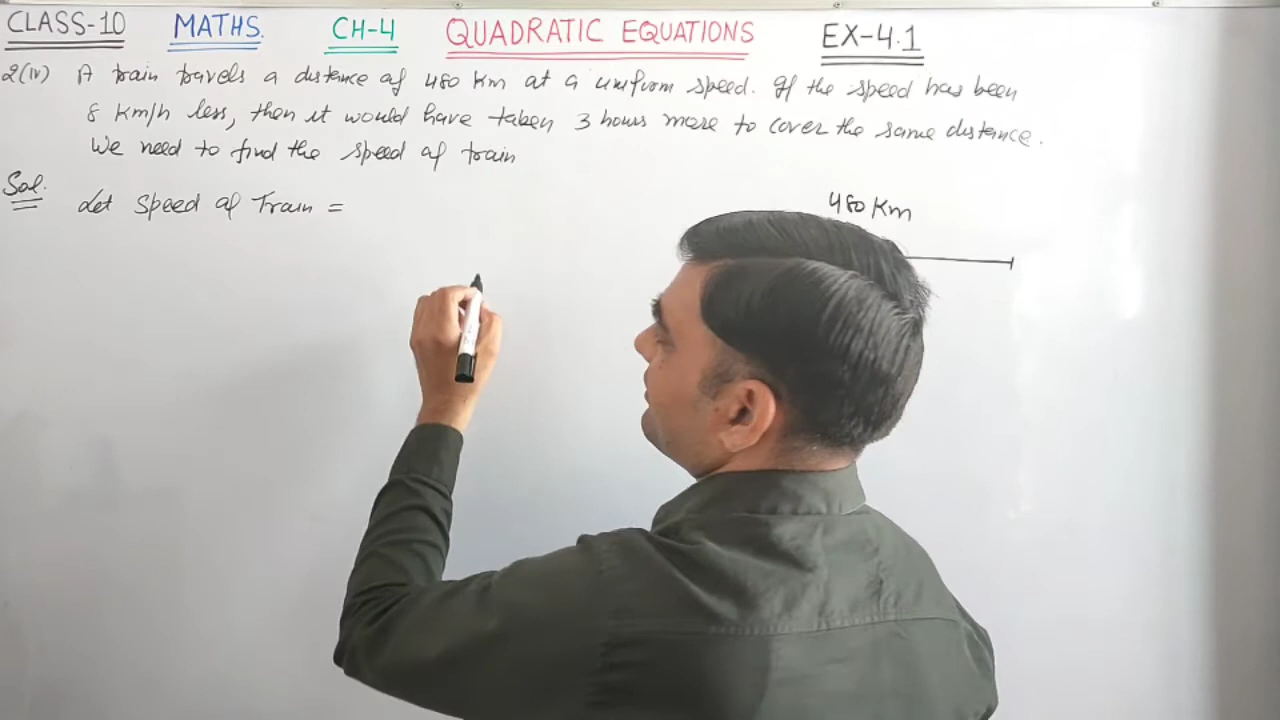 CLASS-10 MATHS. CH-4 QUADRATIC EQUATIONS EX-4.1
2(iv) A train travels a distance of 480 Km at a uniform speed. If the speed has been
8 Km/h less, then it would have taken 3 hours more to cover the same distance.
We need to find the speed of train
Sol.
Let Speed of Train =
480 Km